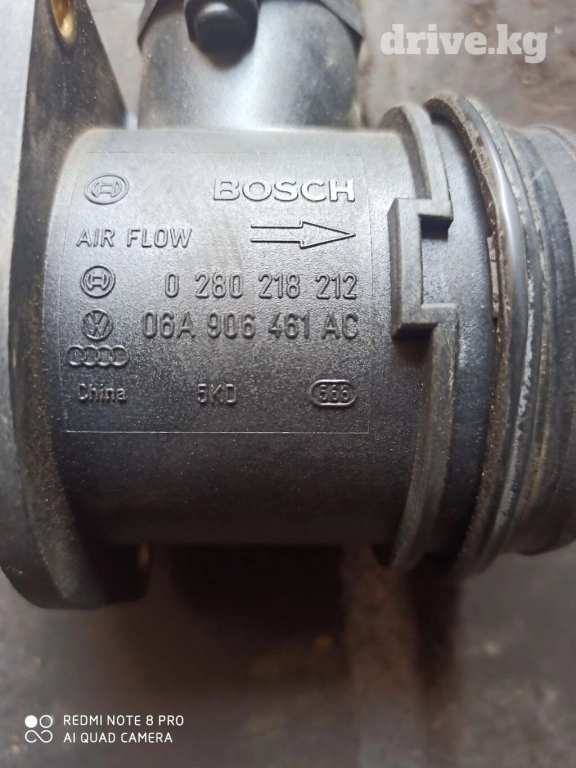 drive.kg
BOSCH
AIR FLOW
0 280 218 212
06A 906 461 AC
China 5KD 566
REDMI NOTE 8 PRO
AI QUAD CAMERA